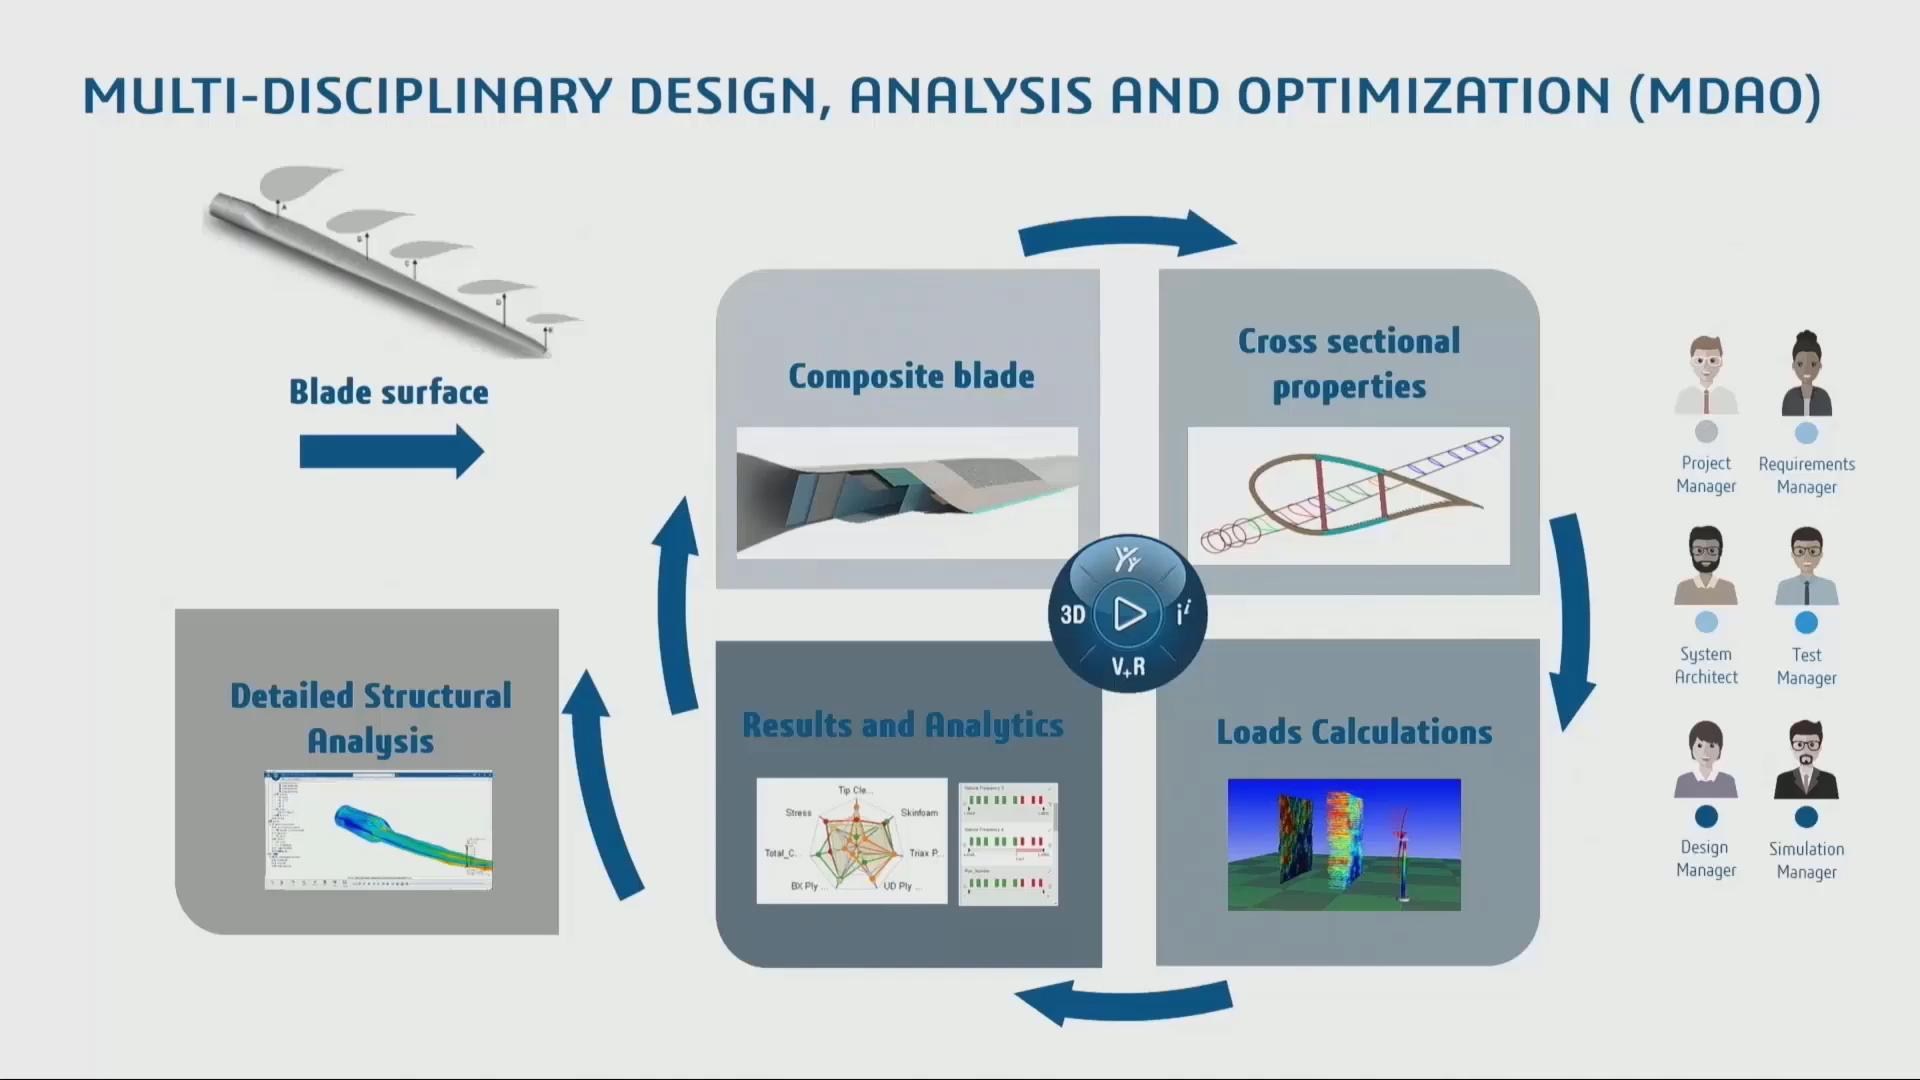 MULTI-DISCIPLINARY DESIGN, ANALYSIS AND OPTIMIZATION (MDAO)
A
B
C
D
Blade surface
Composite blade
Cross sectional
properties
Project
Manager
Requirements
Manager
3D
V+R
System
Architect
Test
Manager
Detailed Structural
Analysis
Results and Analytics
Loads Calculations
Tip Cle...
Stress
Skinfoam
Total_C...
Triax P...
BX Ply ...
UD Ply ...
Design
Manager
Simulation
Manager